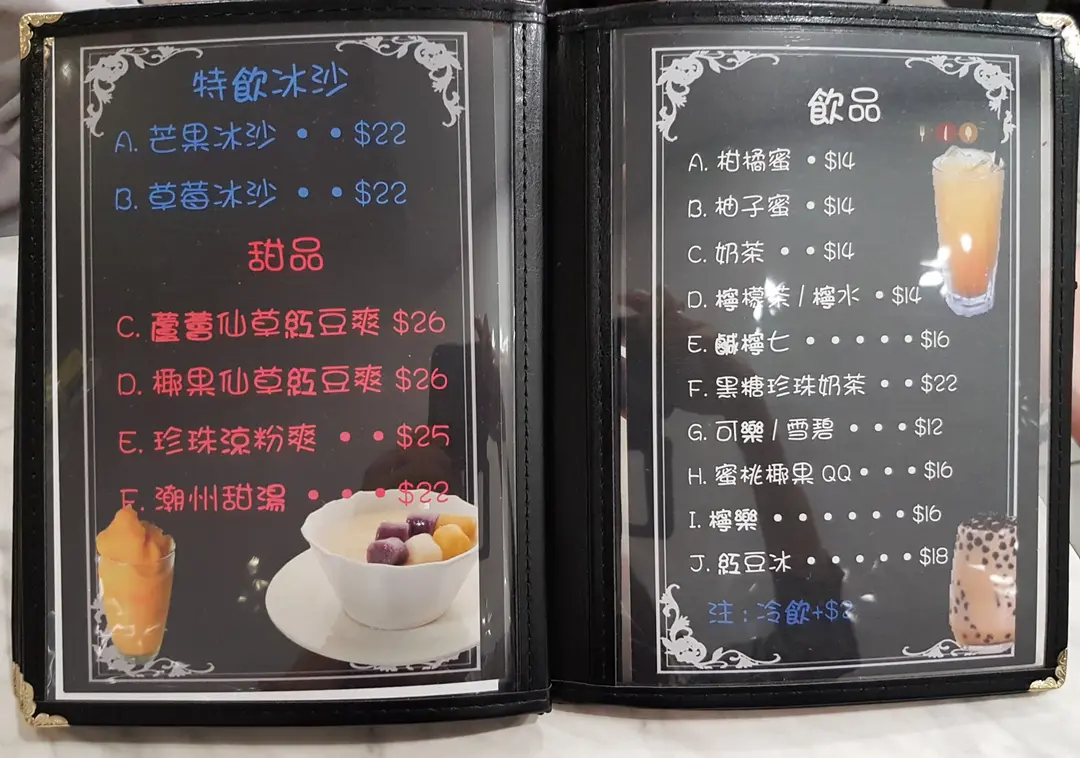 特飲冰沙
A. 芒果冰沙 • • $22
B. 草莓冰沙 • • $22
甜品
C. 蘆薈仙草紅豆爽 $26
D. 椰果仙草紅豆爽 $26
E. 珍珠涼粉爽 • • $25
F. 潮州甜湯 • • • $22
飲品
A. 柑橘蜜 • $14
B. 柚子蜜 • $14
C. 奶茶 • • $14
D. 檸檬茶 / 檸水 • $14
E. 鹹檸七 • • • • • $16
F. 黑糖珍珠奶茶 • • $22
G. 可樂 / 雪碧 • • • $12
H. 蜜桃椰果 QQ • • • $16
I. 檸樂 • • • • • • $16
J. 紅豆冰 • • • • • $18
注 : 冷飲+$2